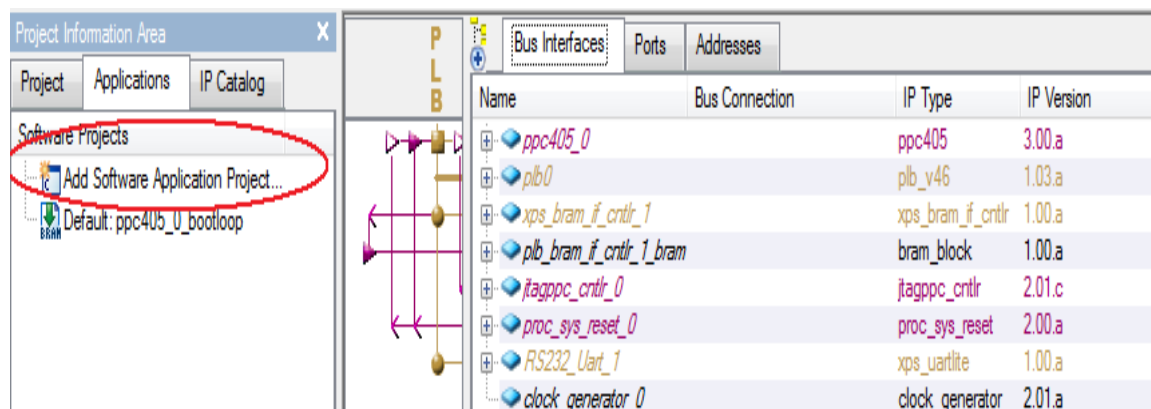 Project Information Area X
Project Applications IP Catalog
Software Projects
Add Software Application Project...
Default: ppc405_0_bootloop
BRAM
P
L
B
Bus Interfaces Ports Addresses
Name Bus Connection IP Type IP Version
ppc405_0 ppc405 3.00.a
plb0 plb_v46 1.03.a
xps_bram_if_cntlr_1 xps_bram_if_cntlr 1.00.a
plb_bram_if_cntlr_1_bram bram_block 1.00.a
jtagppc_cntlr_0 jtagppc_cntlr 2.01.c
proc_sys_reset_0 proc_sys_reset 2.00.a
RS232_Uart_1 xps_uartlite 1.00.a
clock_generator_0 clock_generator 2.01.a